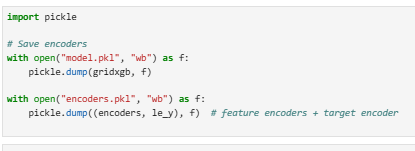 import pickle
# Save encoders
with open("model.pkl", "wb") as f:
    pickle.dump(gridxgb, f)
with open("encoders.pkl", "wb") as f:
    pickle.dump((encoders, le_y), f)  # feature encoders + target encoder